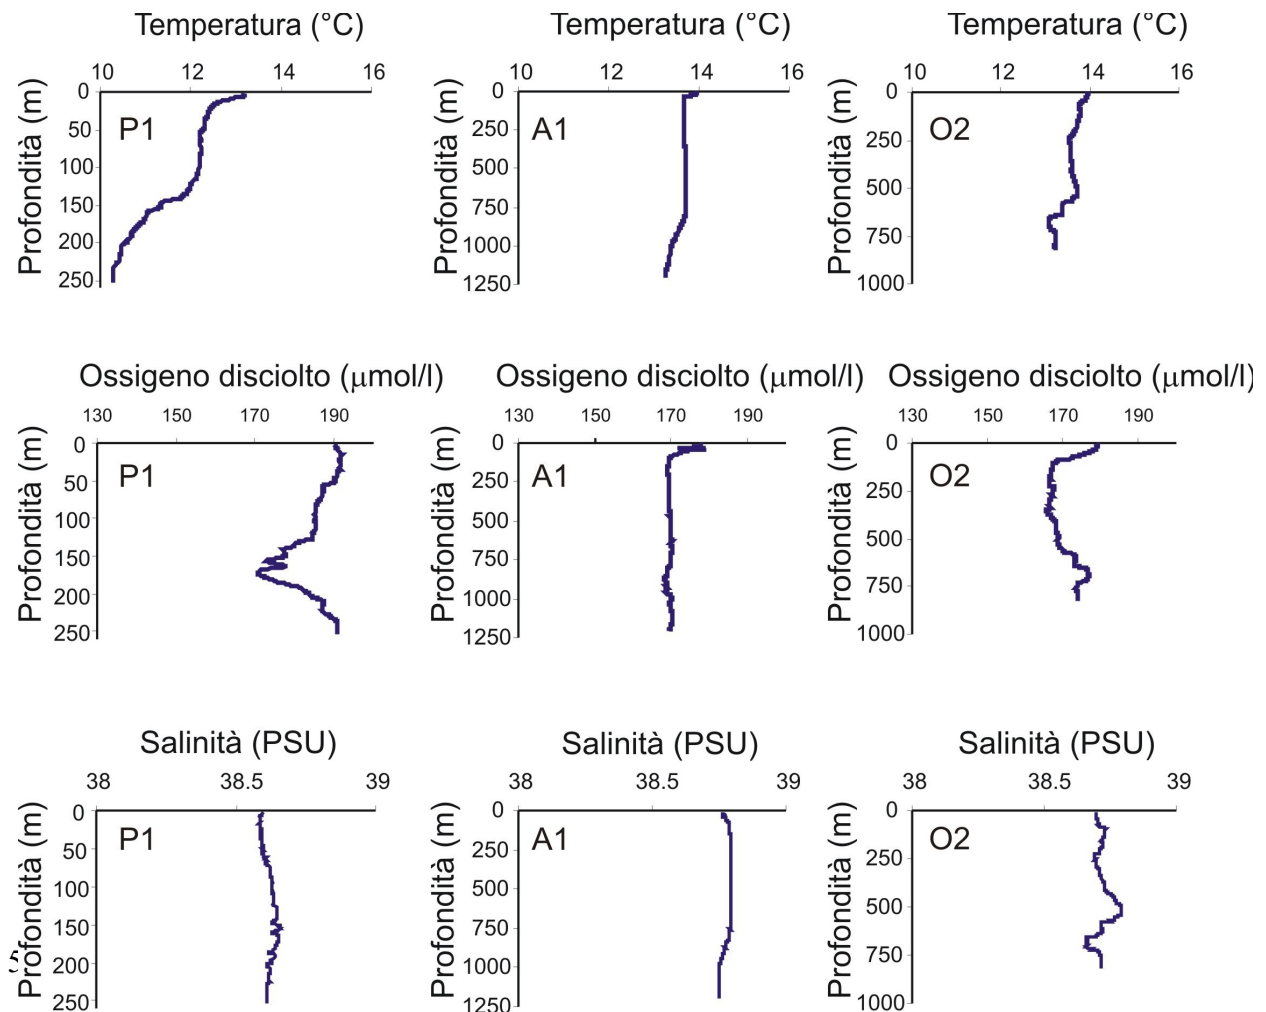 Temperatura (°C) Temperatura (°C) Temperatura (°C)
10 12 14 16 10 12 14 16 10 12 14 16
Profondità (m) Profondità (m) Profondità (m)
0 0 0
P1 A1 O2
50 250 250
100 500 500
150 750 750
200 1000 1000
250 1250
Ossigeno disciolto (μmol/l) Ossigeno disciolto (μmol/l) Ossigeno disciolto (μmol/l)
130 150 170 190 130 150 170 190 130 150 170 190
Profondità (m) Profondità (m) Profondità (m)
0 0 0
P1 A1 O2
50 250 250
100 500 500
150 750 750
200 1000 1000
250 1250
Salinità (PSU) Salinità (PSU) Salinità (PSU)
38 38.5 39 38 38.5 39 38 38.5 39
Profondità (m) Profondità (m) Profondità (m)
0 0 0
P1 A1 O2
50 250 250
100 500 500
150 750 750
200 1000 1000
250 1250